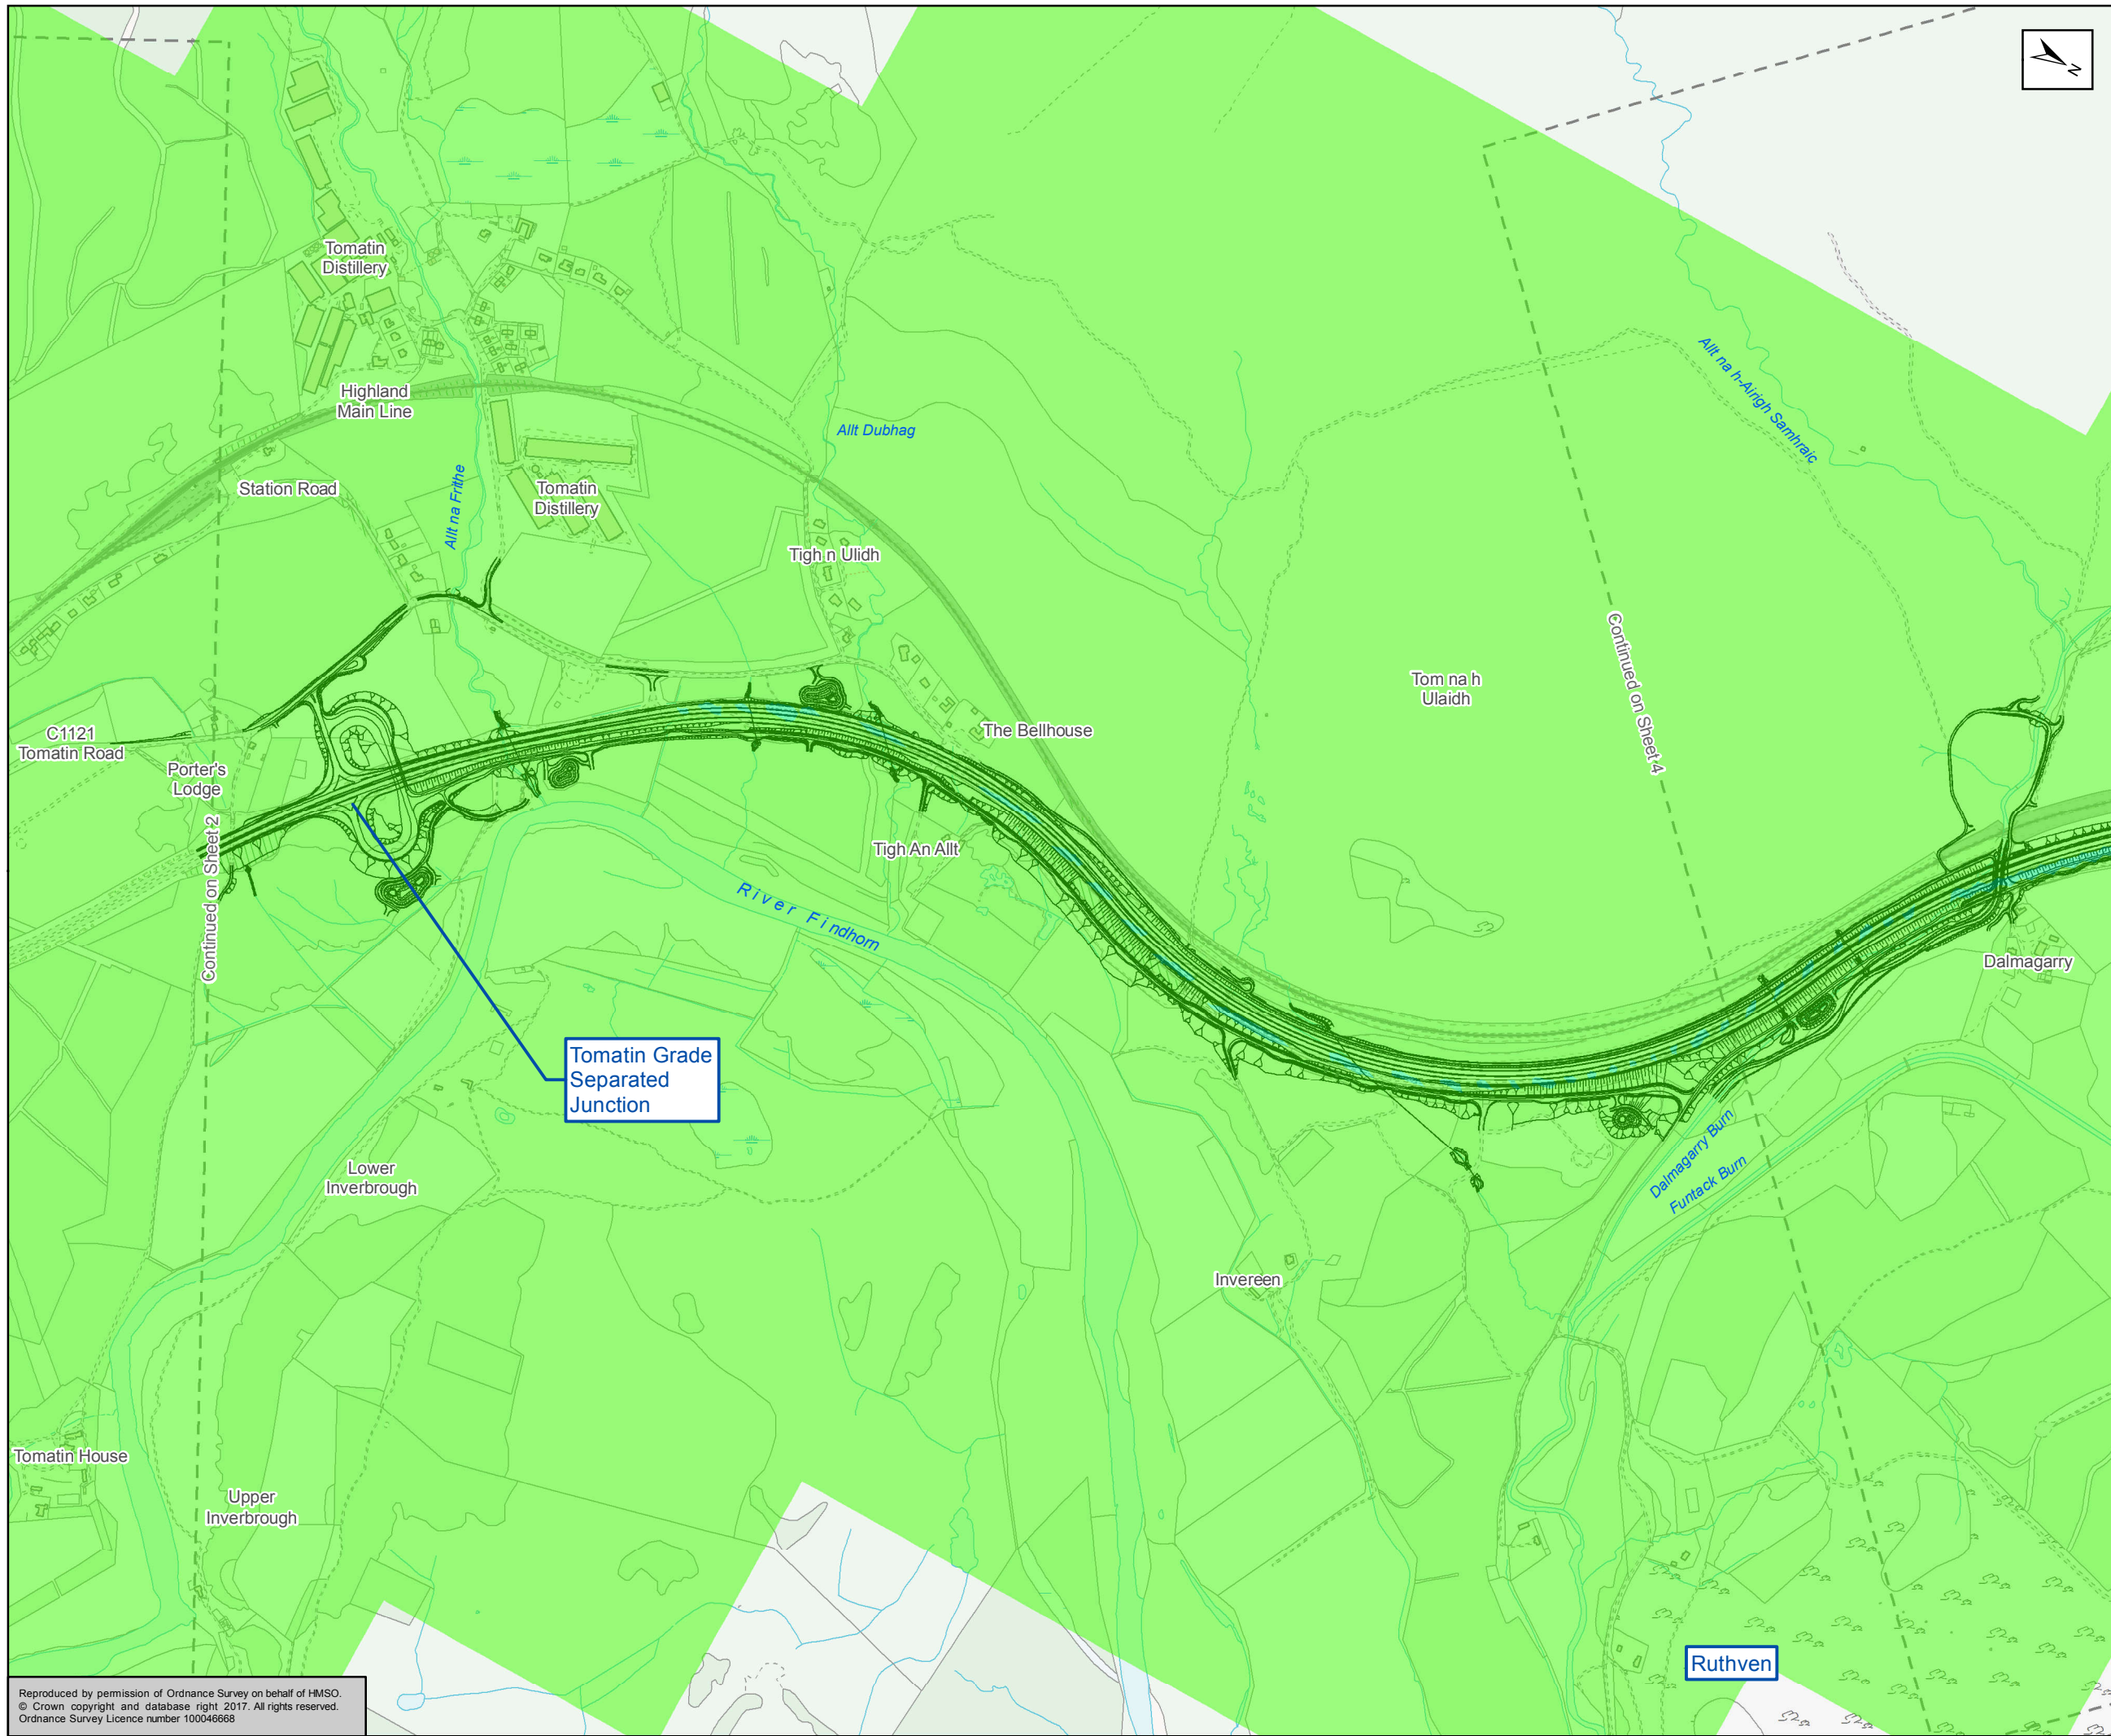 N
Tomatin
Distillery
Highland
Main Line
Allt na h-Airigh Samhraic
Allt Dubhag
Station Road
Allt na Frithe
Tomatin
Distillery
Tigh n Ulidh
Continued on Sheet 4
Tom na h
Ulaidh
C1121
Tomatin Road
The Bellhouse
Porter's
Lodge
Continued on Sheet 2
Tigh An Allt
River Findhorn
Dalmagarry
Tomatin Grade
Separated
Junction
Dalmagarry Burn
Funtack Burn
Lower
Inverbrough
Invereen
Tomatin House
Upper
Inverbrough
Ruthven
Reproduced by permission of Ordnance Survey on behalf of HMSO.
© Crown copyright and database right 2017. All rights reserved.
Ordnance Survey Licence number 100046668